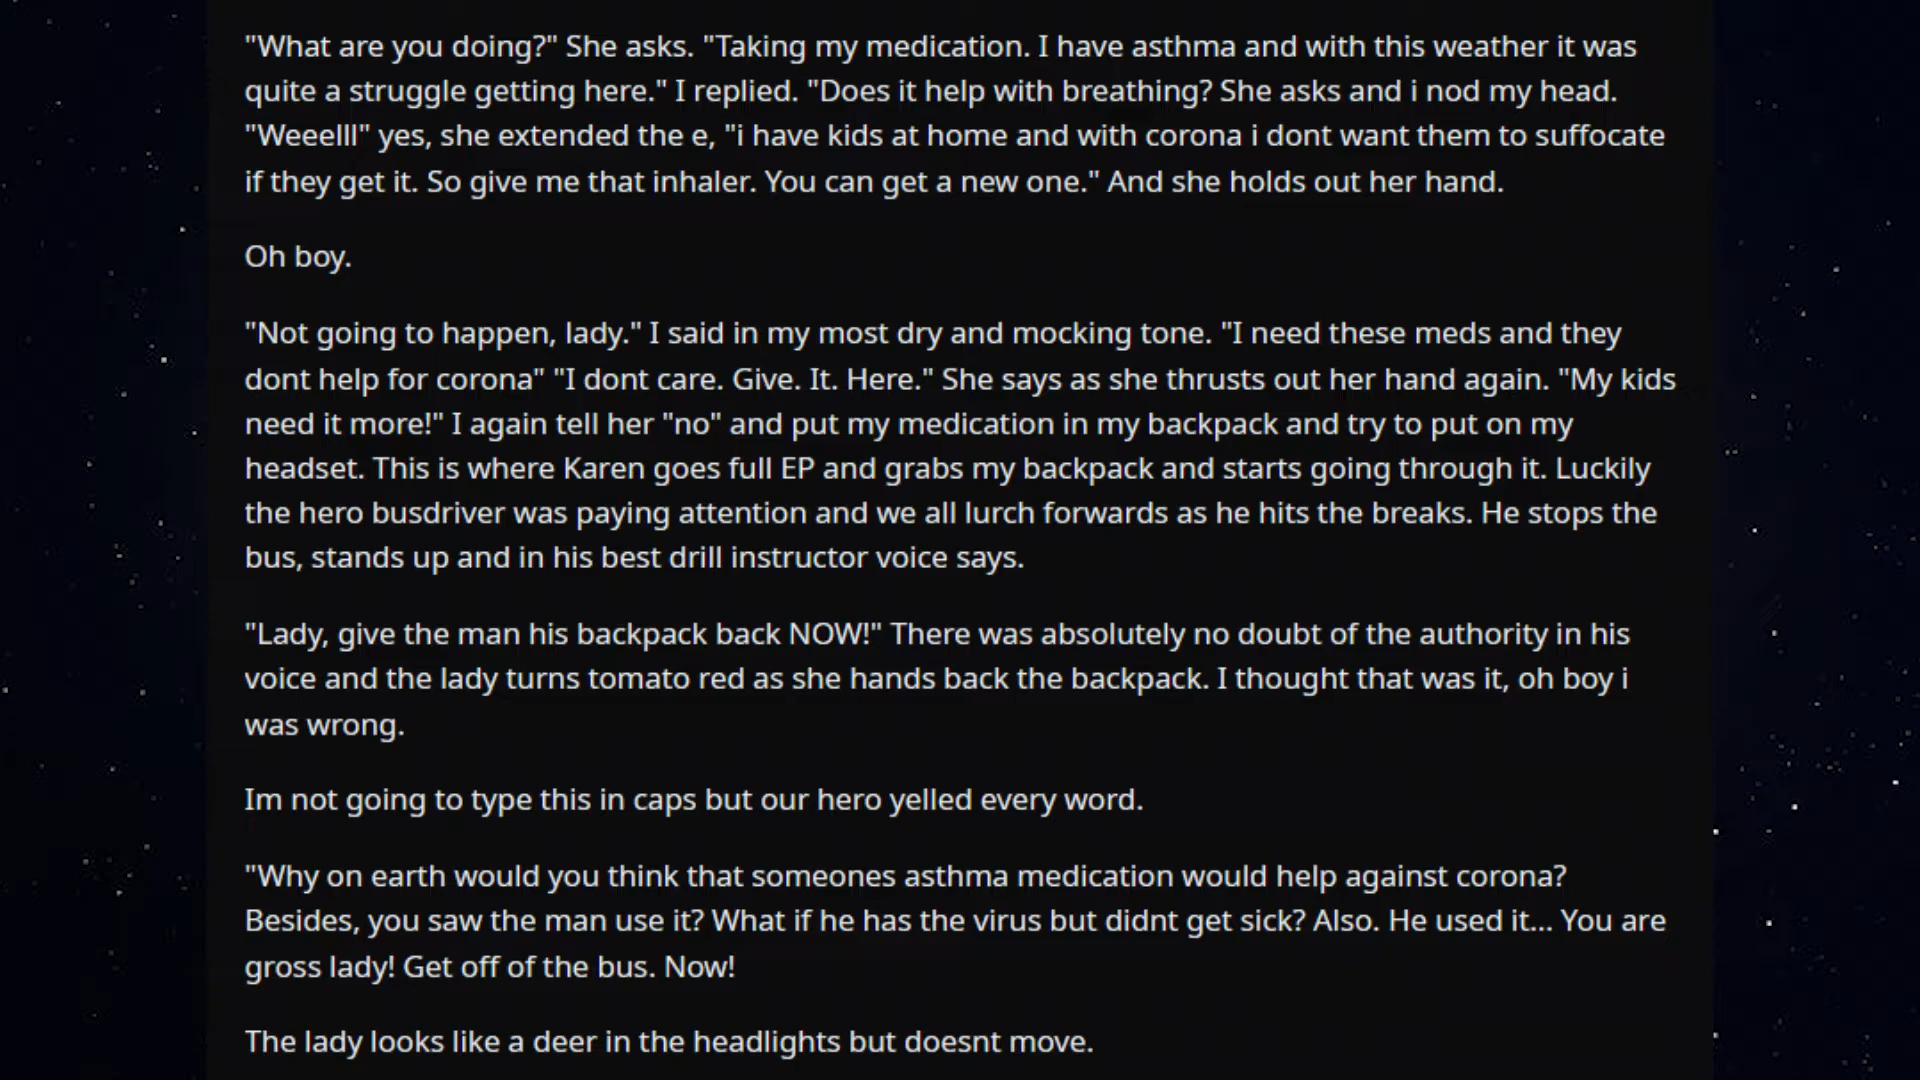 "What are you doing?" She asks. "Taking my medication. I have asthma and with this weather it was
quite a struggle getting here." I replied. "Does it help with breathing? She asks and i nod my head.
"Weeelll" yes, she extended the e, "i have kids at home and with corona i dont want them to suffocate
if they get it. So give me that inhaler. You can get a new one." And she holds out her hand.
Oh boy.
"Not going to happen, lady." I said in my most dry and mocking tone. "I need these meds and they
dont help for corona" "I dont care. Give. It. Here." She says as she thrusts out her hand again. "My kids
need it more!" I again tell her "no" and put my medication in my backpack and try to put on my
headset. This is where Karen goes full EP and grabs my backpack and starts going through it. Luckily
the hero busdriver was paying attention and we all lurch forwards as he hits the breaks. He stops the
bus, stands up and in his best drill instructor voice says.
"Lady, give the man his backpack back NOW!" There was absolutely no doubt of the authority in his
voice and the lady turns tomato red as she hands back the backpack. I thought that was it, oh boy i
was wrong.
Im not going to type this in caps but our hero yelled every word.
"Why on earth would you think that someones asthma medication would help against corona?
Besides, you saw the man use it? What if he has the virus but didnt get sick? Also. He used it... You are
gross lady! Get off of the bus. Now!
The lady looks like a deer in the headlights but doesnt move.